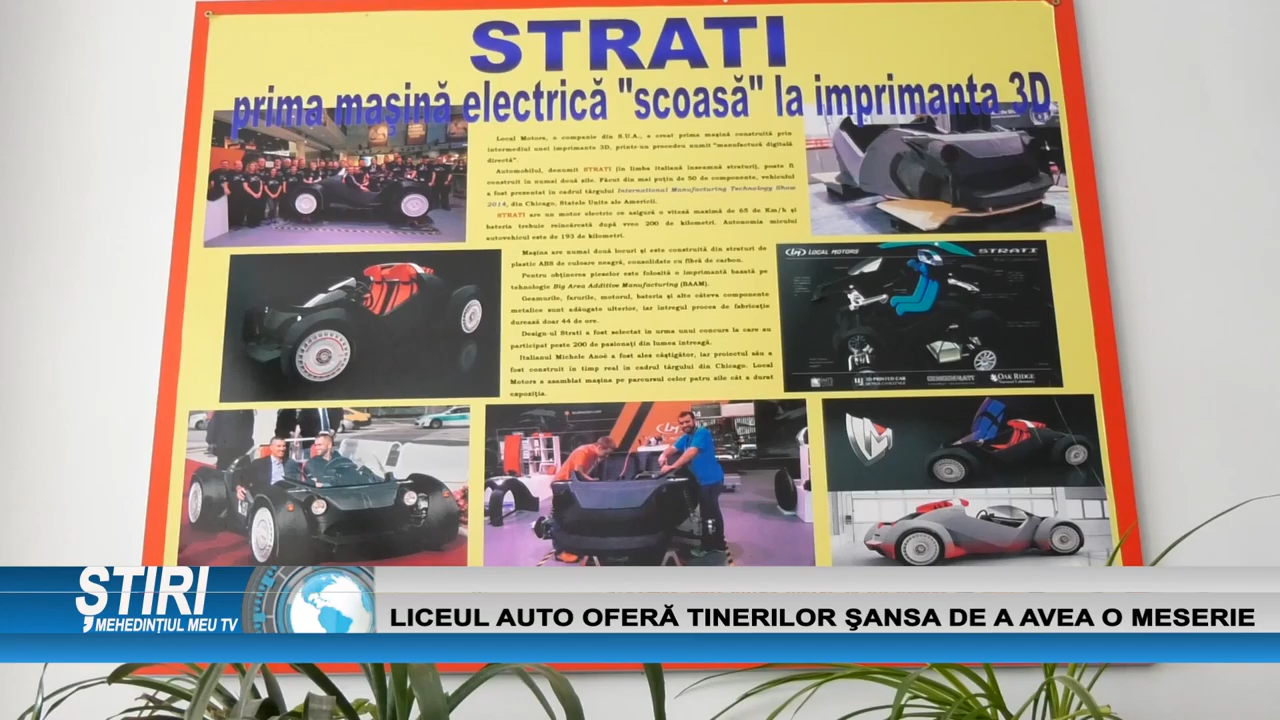 STRATI
prima mașină electrică "scoasă" la imprimanta 3D
Local Motors, o companie din S.U.A., a creat prima mașină construită prin
intermediul unei imprimante 3D, printr-un procedeu numit "manufactură digitală
directă".
Automobilul, denumit STRATI (în limba italiană înseamnă straturi), poate fi
construit în numai două zile. Făcut din mai puțin de 50 de componente, vehiculul
a fost prezentat în cadrul târgului International Manufacturing Technology Show
2014, din Chicago, Statele Unite ale Americii.
STRATI are un motor electric ce asigură o viteză maximă de 65 de Km/h și
bateria trebuie reîncărcată după vreo 200 de kilometri. Autonomia micului
autovehicul este de 193 de kilometri.
Mașina are numai două locuri și este construită din straturi de
plastic ABS de culoare neagră, consolidate cu fibră de carbon.
Pentru obținerea pieselor este folosită o imprimantă bazată pe
tehnologie Big Area Additive Manufacturing (BAAM).
Geamurile, farurile, motorul, bateria și alte câteva componente
metalice sunt adăugate ulterior, iar întregul proces de fabricație
durează doar 44 de ore.
Design-ul Strati a fost selectat în urma unui concurs la care au
participat peste 200 de pasionați din lumea întreagă.
Italianul Michele Anoé a fost ales câștigător, iar proiectul său a
fost construit în timp real în cadrul târgului din Chicago. Local
Motors a asamblat mașina pe parcursul celor patru zile cât a durat
expoziția.
LOCAL MOTORS
STRATI
OAK RIDGE
ȘTIRI
MEHEDINȚIUL MEU TV
LICEUL AUTO OFERĂ TINERILOR ŞANSA DE A AVEA O MESERIE